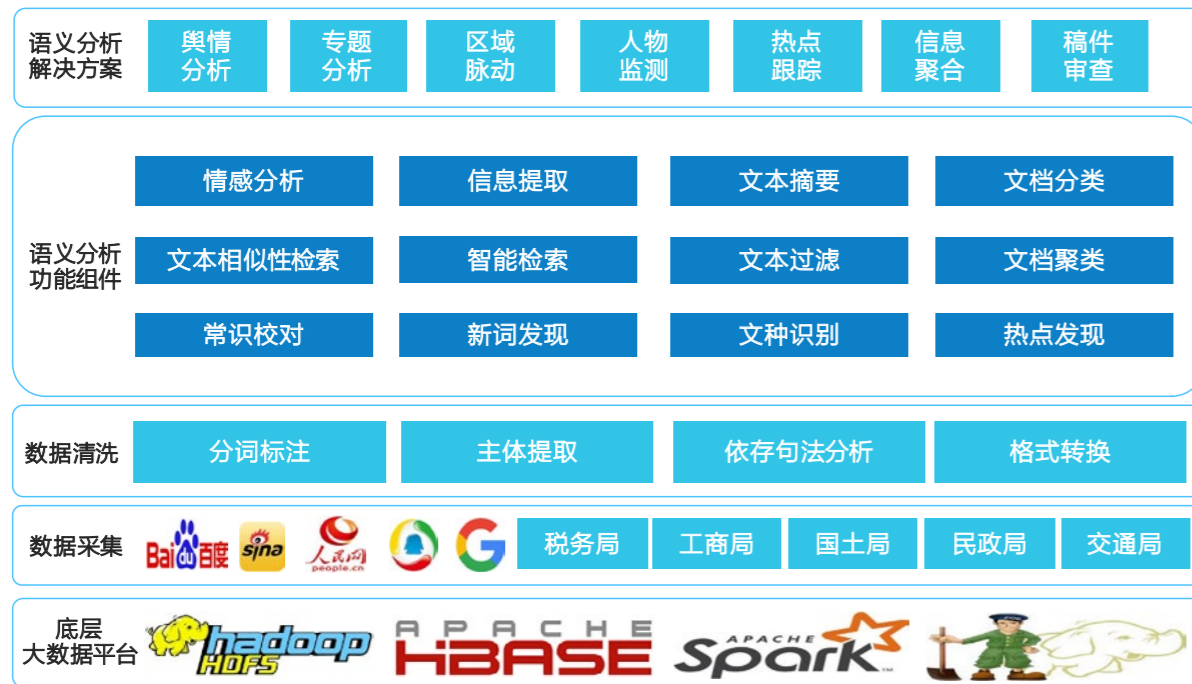 语义分析
解决方案
舆情
分析
专题
分析
区域
脉动
人物
监测
热点
跟踪
信息
聚合
稿件
审查
情感分析
信息提取
文本摘要
文档分类
语义分析
功能组件
文本相似性检索
智能检索
文本过滤
文档聚类
常识校对
新词发现
文种识别
热点发现
数据清洗
分词标注
主体提取
依存句法分析
格式转换
数据采集
Bai du 百度
sina
人民网
people.cn
G
税务局
工商局
国土局
民政局
交通局
底层
大数据平台
hadoop
HDFS
APACHE
HBASE
APACHE
Spark™